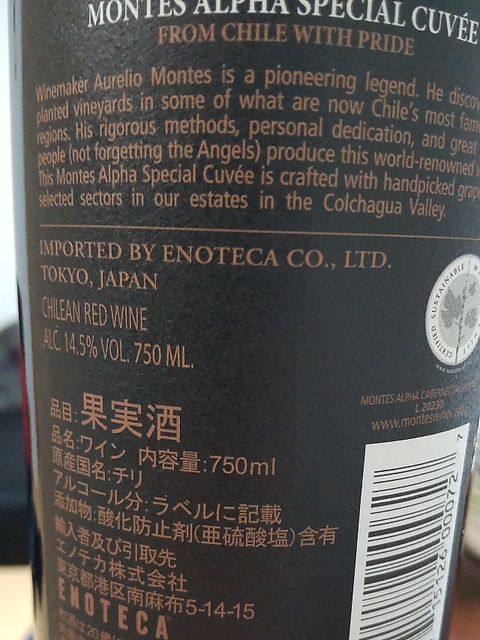 MONTES ALPHA SPECIAL CUVÉE
FROM CHILE WITH PRIDE
Winemaker Aurelio Montes is a pioneering legend. He
planted vineyards in some of what are now Chile's most
regions. His rigorous methods, personal dedication, and great
people (not forgetting the Angels) produce this world-renowned
This Montes Alpha Special Cuvée is crafted with handpicked
selected sectors in our estates in the Colchagua Valley.
IMPORTED BY ENOTECA CO., LTD.
TOKYO, JAPAN
CHILEAN RED WINE
ALC. 14.5% VOL. 750 ML.
CERTIFIED SUSTAINABLE
MONTES ALPHA CABERNET
L 20230
品目:果実酒
品名:ワイン 内容量:750ml
原産国名:チリ
アルコール分:ラベルに記載
添加物:酸化防止剤(亜硫酸塩)含有
輸入者及び引取先
エノテカ株式会社
東京都港区南麻布5-14-15
ENOTECA